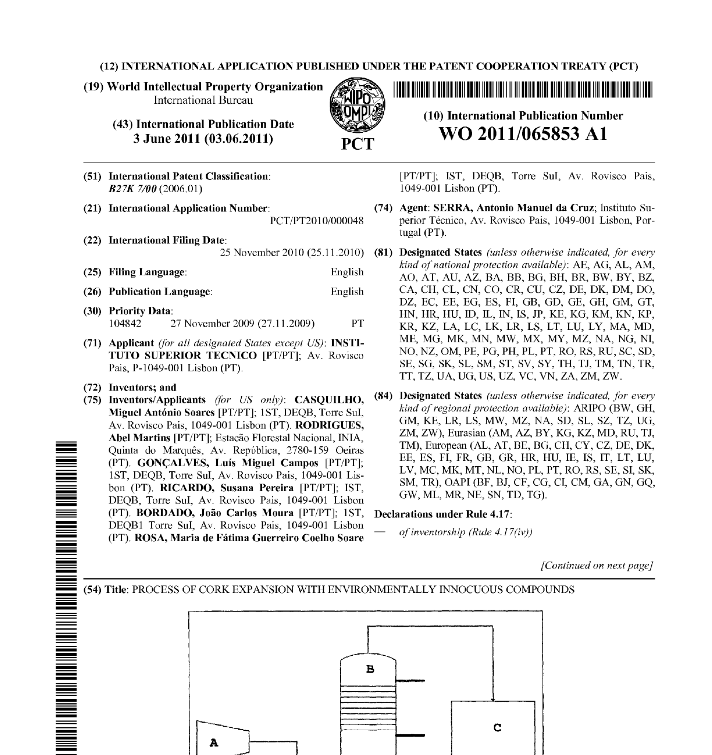 (12) INTERNATIONAL APPLICATION PUBLISHED UNDER THE PATENT COOPERATION TREATY (PCT)
(19) World Intellectual Property Organization
International Bureau
(43) International Publication Date
3 June 2011 (03.06.2011)
WIPO
OMPI
PCT
(10) International Publication Number
WO 2011/065853 A1
(51) International Patent Classification:
B27K 7/00 (2006.01)
(21) International Application Number:
PCT/PT2010/000048
(22) International Filing Date:
25 November 2010 (25.11.2010)
(25) Filing Language: English
(26) Publication Language: English
(30) Priority Data:
104842 27 November 2009 (27.11.2009) PT
(71) Applicant (for all designated States except US): INSTI-
TUTO SUPERIOR TECNICO [PT/PT]; Av. Rovisco
Pais, P-1049-001 Lisbon (PT).
(72) Inventors; and
(75) Inventors/Applicants (for US only): CASQUILHO,
Miguel António Soares [PT/PT]; 1ST, DEQB, Torre Sul,
Av. Rovisco Pais, 1049-001 Lisbon (PT). RODRIGUES,
Abel Martins [PT/PT]; Estação Florestal Nacional, INIA,
Quinta do Marquês, Av. República, 2780-159 Oeiras
(PT). GONÇALVES, Luís Miguel Campos [PT/PT];
1ST, DEQB, Torre Sul, Av. Rovisco Pais, 1049-001 Lis-
bon (PT). RICARDO, Susana Pereira [PT/PT]; 1ST,
DEQB, Torre Sul, Av. Rovisco Pais, 1049-001 Lisbon
(PT). BORDADO, João Carlos Moura [PT/PT]; 1ST,
DEQB1 Torre Sul, Av. Rovisco Pais, 1049-001 Lisbon
(PT). ROSA, Maria de Fátima Guerreiro Coelho Soare
[PT/PT]; IST, DEQB, Torre Sul, Av. Rovisco Pais,
1049-001 Lisbon (PT).
(74) Agent: SERRA, Antonio Manuel da Cruz; Instituto Su-
perior Técnico, Av. Rovisco Pais, 1049-001 Lisbon, Por-
tugal (PT).
(81) Designated States (unless otherwise indicated, for every
kind of national protection available): AE, AG, AL, AM,
AO, AT, AU, AZ, BA, BB, BG, BH, BR, BW, BY, BZ,
CA, CH, CL, CN, CO, CR, CU, CZ, DE, DK, DM, DO,
DZ, EC, EE, EG, ES, FI, GB, GD, GE, GH, GM, GT,
HN, HR, HU, ID, IL, IN, IS, JP, KE, KG, KM, KN, KP,
KR, KZ, LA, LC, LK, LR, LS, LT, LU, LY, MA, MD,
ME, MG, MK, MN, MW, MX, MY, MZ, NA, NG, NI,
NO, NZ, OM, PE, PG, PH, PL, PT, RO, RS, RU, SC, SD,
SE, SG, SK, SL, SM, ST, SV, SY, TH, TJ, TM, TN, TR,
TT, TZ, UA, UG, US, UZ, VC, VN, ZA, ZM, ZW.
(84) Designated States (unless otherwise indicated, for every
kind of regional protection available): ARIPO (BW, GH,
GM, KE, LR, LS, MW, MZ, NA, SD, SL, SZ, TZ, UG,
ZM, ZW), Eurasian (AM, AZ, BY, KG, KZ, MD, RU, TJ,
TM), European (AL, AT, BE, BG, CH, CY, CZ, DE, DK,
EE, ES, FI, FR, GB, GR, HR, HU, IE, IS, IT, LT, LU,
LV, MC, MK, MT, NL, NO, PL, PT, RO, RS, SE, SI, SK,
SM, TR), OAPI (BF, BJ, CF, CG, CI, CM, GA, GN, GQ,
GW, ML, MR, NE, SN, TD, TG).
Declarations under Rule 4.17:
— of inventorship (Rule 4.17(iv))
[Continued on next page]
(54) Title: PROCESS OF CORK EXPANSION WITH ENVIRONMENTALLY INNOCUOUS COMPOUNDS
B
C
A